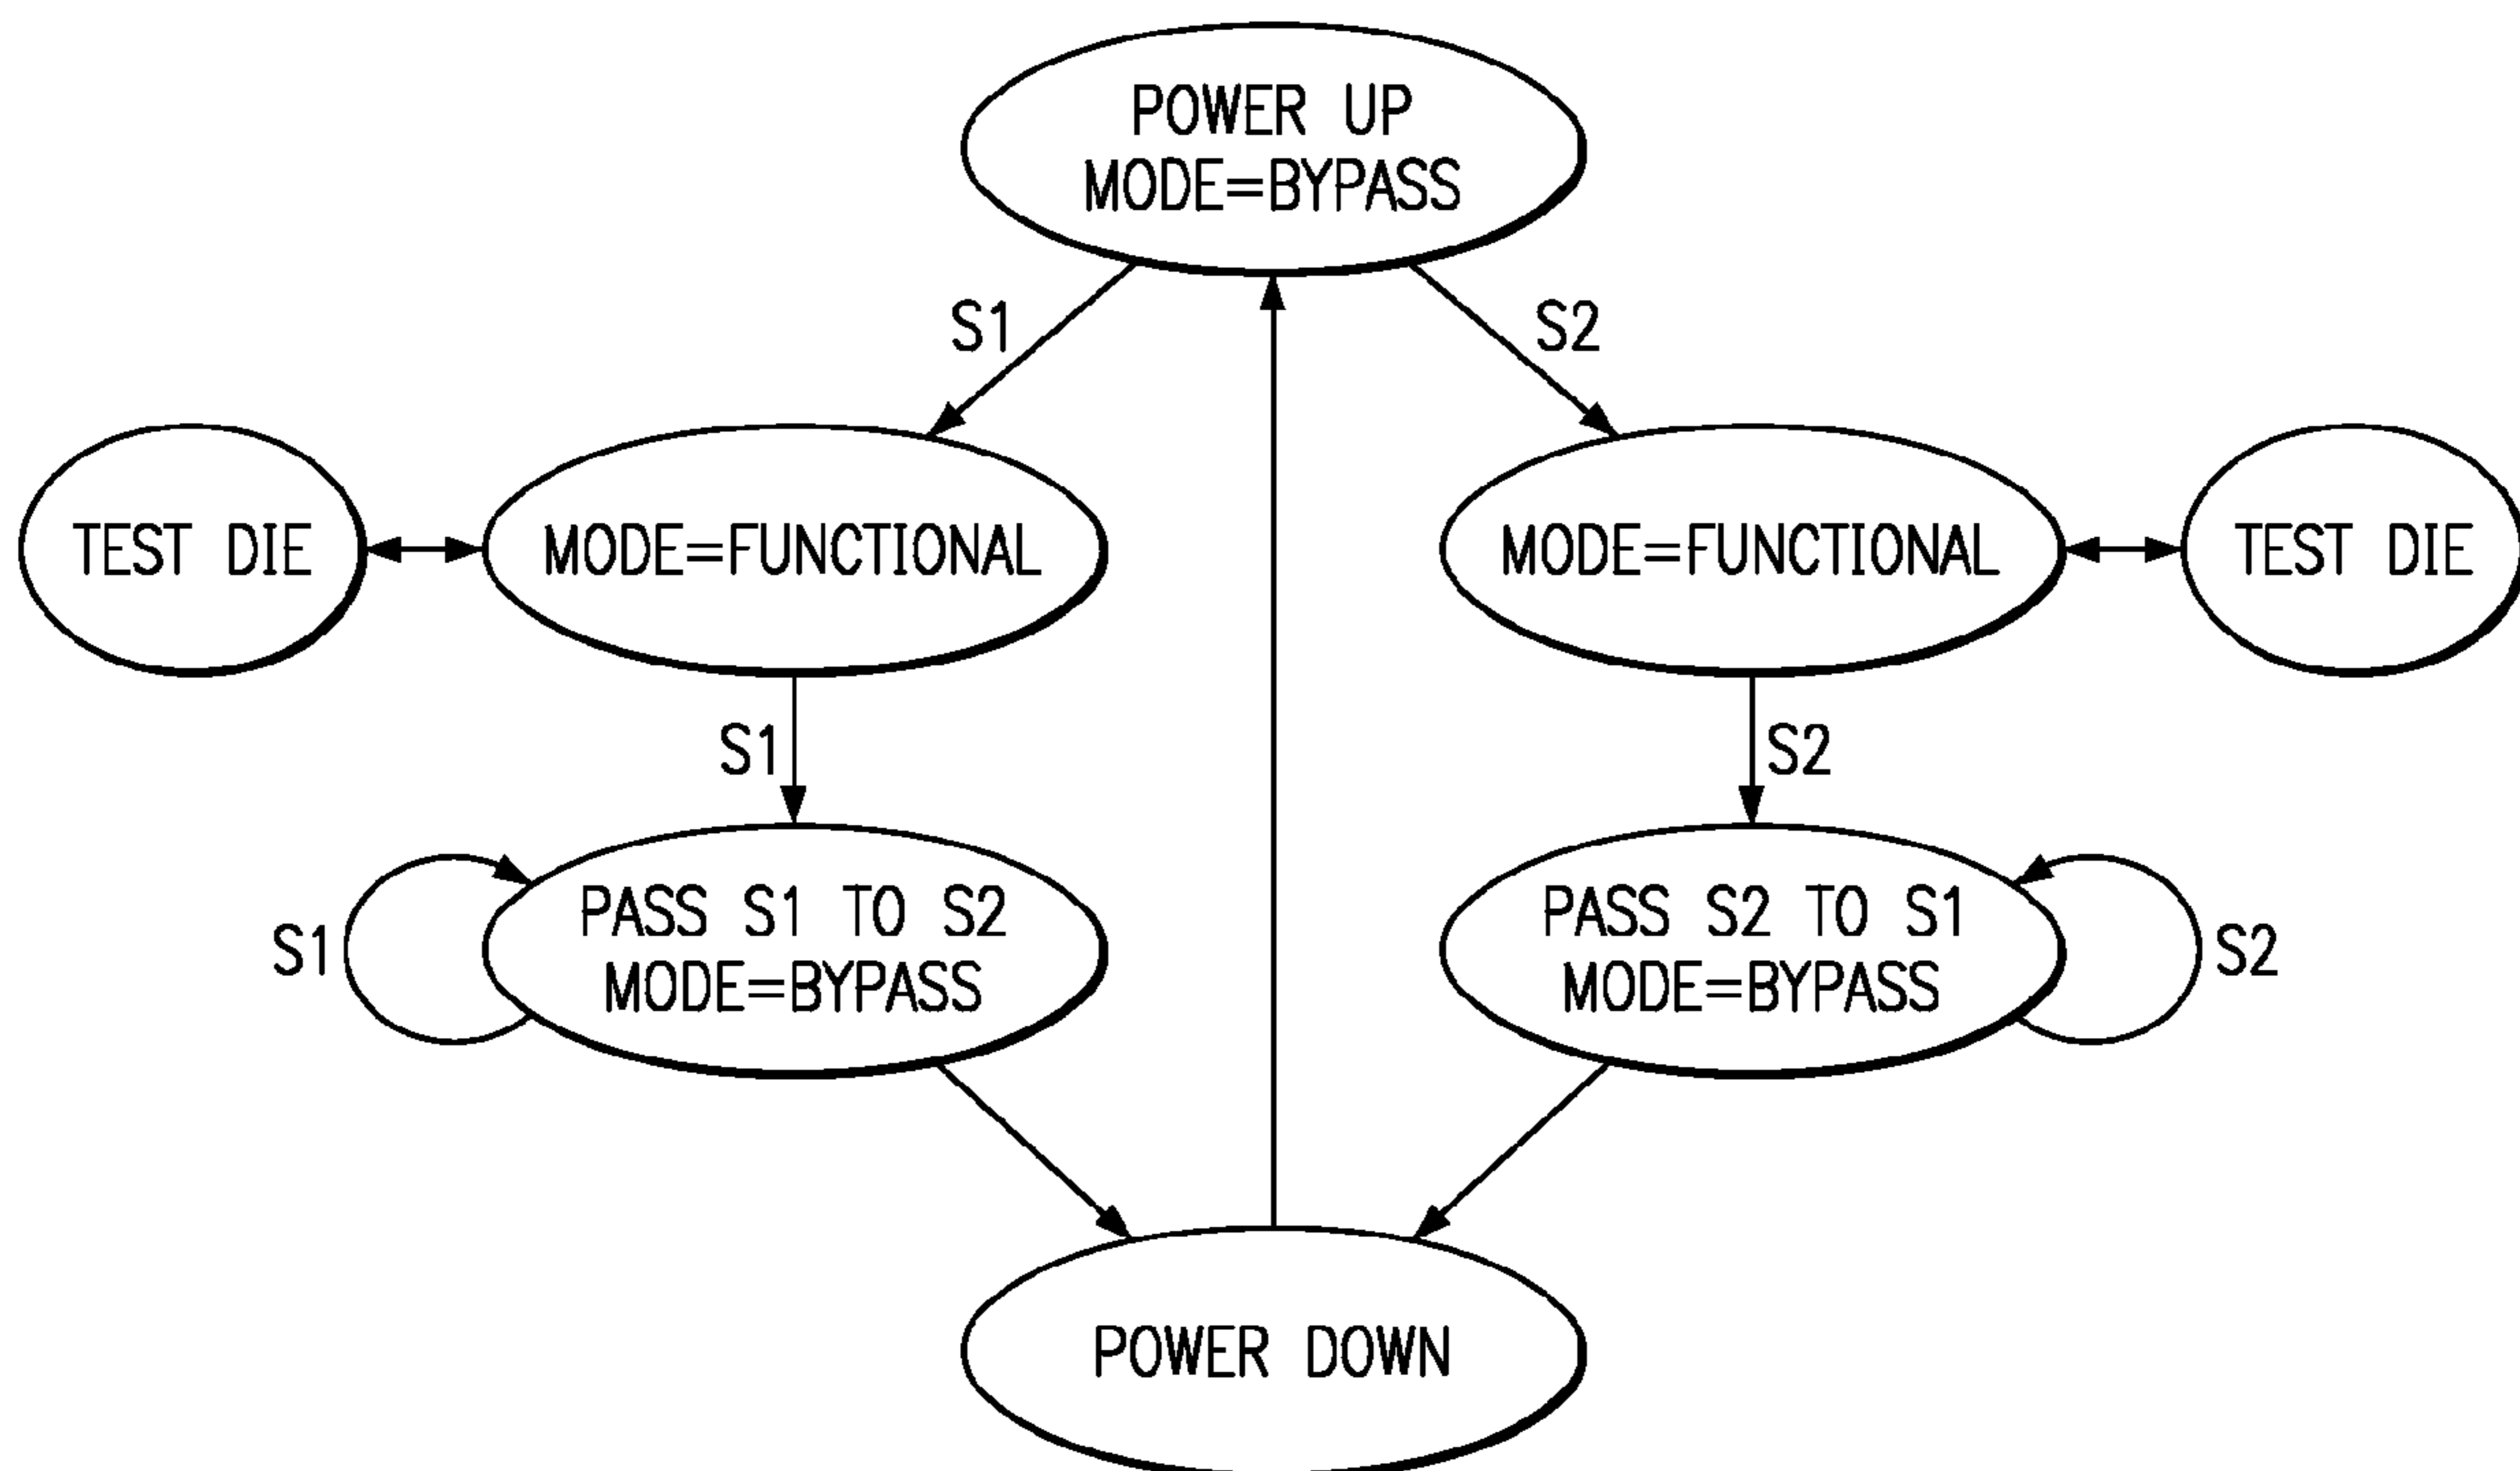 POWER UP
MODE=BYPASS
S1
S2
TEST DIE
MODE=FUNCTIONAL
MODE=FUNCTIONAL
TEST DIE
S1
S2
S1
PASS S1 TO S2
MODE=BYPASS
PASS S2 TO S1
MODE=BYPASS
S2
POWER DOWN